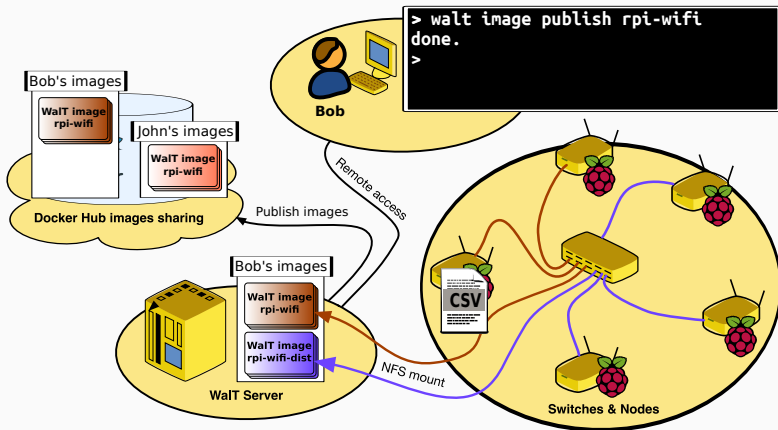 > walt image publish rpi-wifi
done.
>
Bob
Bob's images
WalT image
rpi-wifi
John's images
WalT image
rpi-wifi
Docker Hub images sharing
Remote access
Publish images
Bob's images
WalT image
rpi-wifi
WalT image
rpi-wifi-dist
WalT Server
NFS mount
CSV
Switches & Nodes